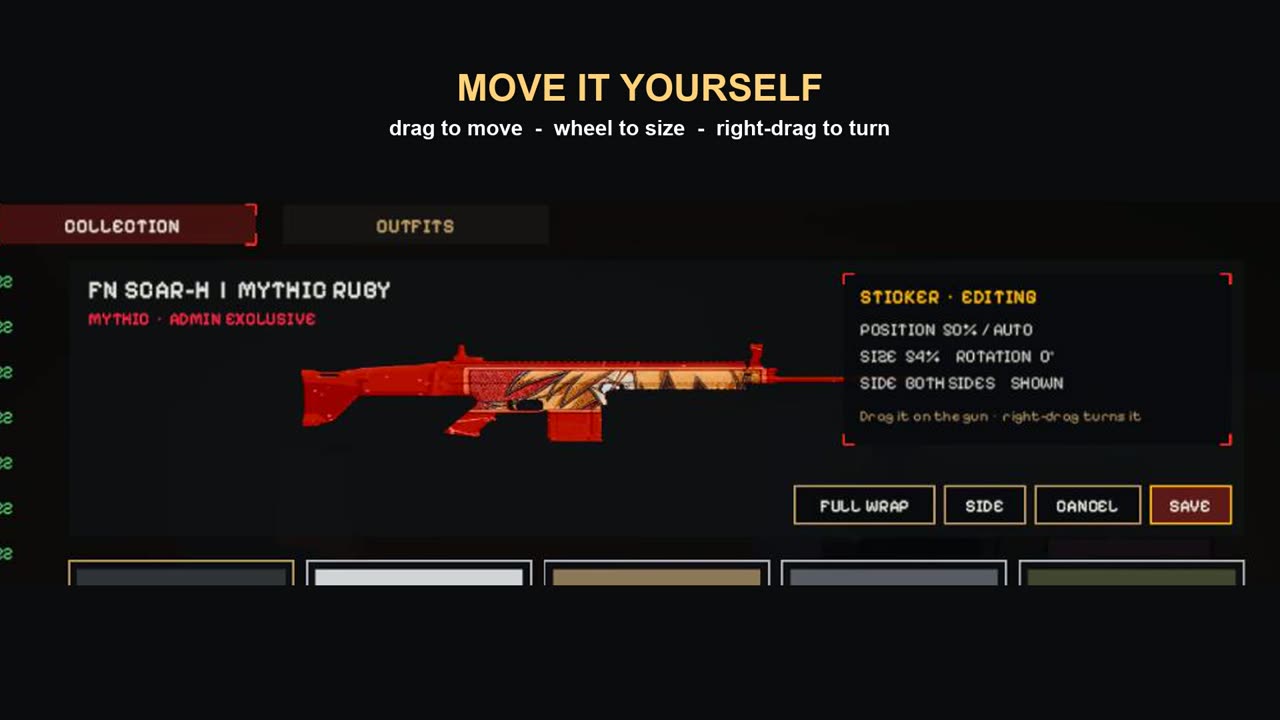 MOVE IT YOURSELF
drag to move - wheel to size - right-drag to turn
COLLECTION
OUTFITS
FN SCAR-H | MYTHIC RUBY
MYTHIC · ADMIN EXCLUSIVE
STICKER · EDITING
POSITION 50% / AUTO
SIZE 54% ROTATION 0°
SIDE BOTH SIDES SHOWN
Drag it on the gun · right-drag turns it
FULL WRAP
SIDE
CANCEL
SAVE